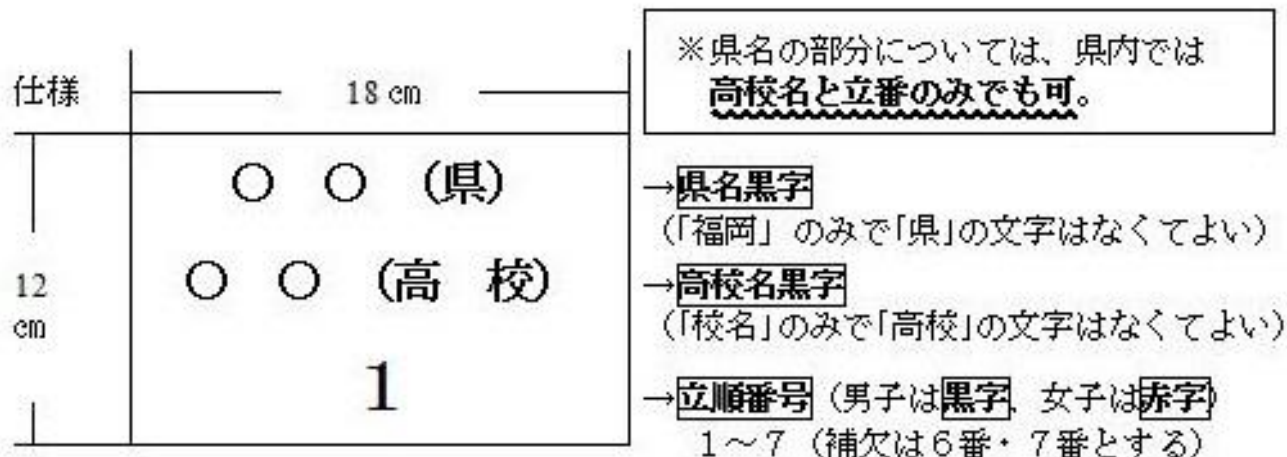 ※県名の部分については、県内では
高校名と立番のみでも可。
仕様
18 cm
○ ○ (県)
→県名黒字
(「福岡」のみで「県」の文字はなくてよい)
12
cm
○ ○ (高 校)
→高校名黒字
(「校名」のみで「高校」の文字はなくてよい)
1
→立順番号 (男子は黒字、女子は赤字)
1~7 (補欠は6番・7番とする)